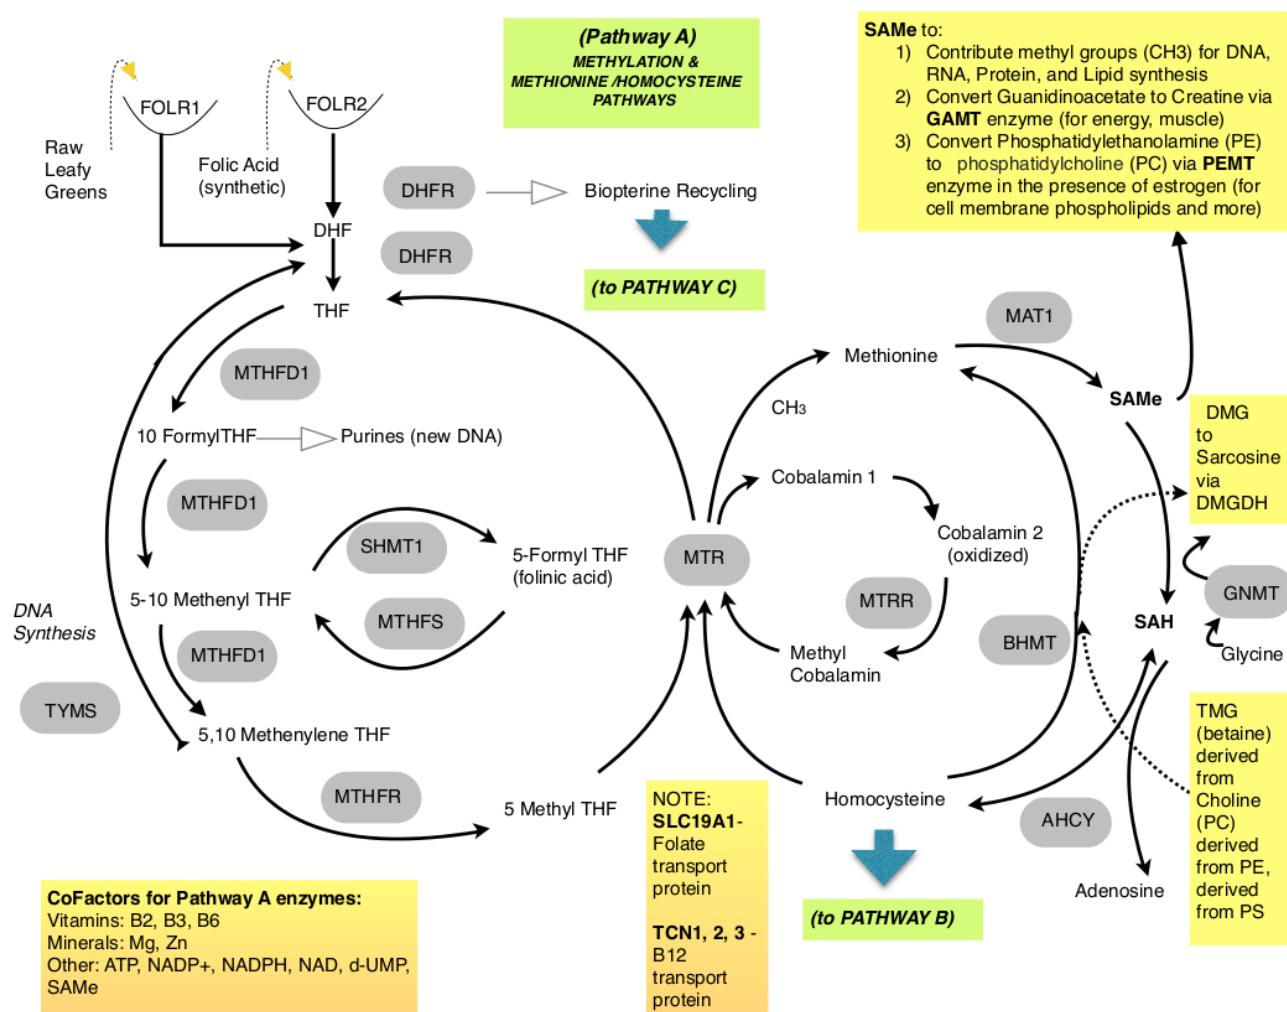 (Pathway A)
METHYLATION &
METHIONINE /HOMOCYSTEINE
PATHWAYS
SAMe to:
1) Contribute methyl groups (CH3) for DNA,
RNA, Protein, and Lipid synthesis
2) Convert Guanidinoacetate to Creatine via
GAMT enzyme (for energy, muscle)
3) Convert Phosphatidylethanolamine (PE)
to phosphatidylcholine (PC) via PEMT
enzyme in the presence of estrogen (for
cell membrane phospholipids and more)
FOLR1
FOLR2
Raw
Leafy
Greens
Folic Acid
(synthetic)
DHFR
Biopterine Recycling
DHF
DHFR
(to PATHWAY C)
THF
MTHFD1
10 FormylTHF
Purines (new DNA)
MTHFD1
SHMT1
5-Formyl THF
(folinic acid)
5-10 Methenyl THF
MTHFS
DNA
Synthesis
MTHFD1
TYMS
5,10 Methenylene THF
MTHFR
5 Methyl THF
MTR
CH3
Methionine
MAT1
SAMe
Cobalamin 1
Cobalamin 2
(oxidized)
MTRR
Methyl
Cobalamin
BHMT
DMG
to
Sarcosine
via
DMGDH
GNMT
Glycine
SAH
TMG
(betaine)
derived
from
Choline
(PC)
derived
from PE,
derived
from PS
Homocysteine
AHCY
Adenosine
(to PATHWAY B)
NOTE:
SLC19A1-
Folate
transport
protein
TCN1, 2, 3 -
B12
transport
protein
CoFactors for Pathway A enzymes:
Vitamins: B2, B3, B6
Minerals: Mg, Zn
Other: ATP, NADP+, NADPH, NAD, d-UMP,
SAMe